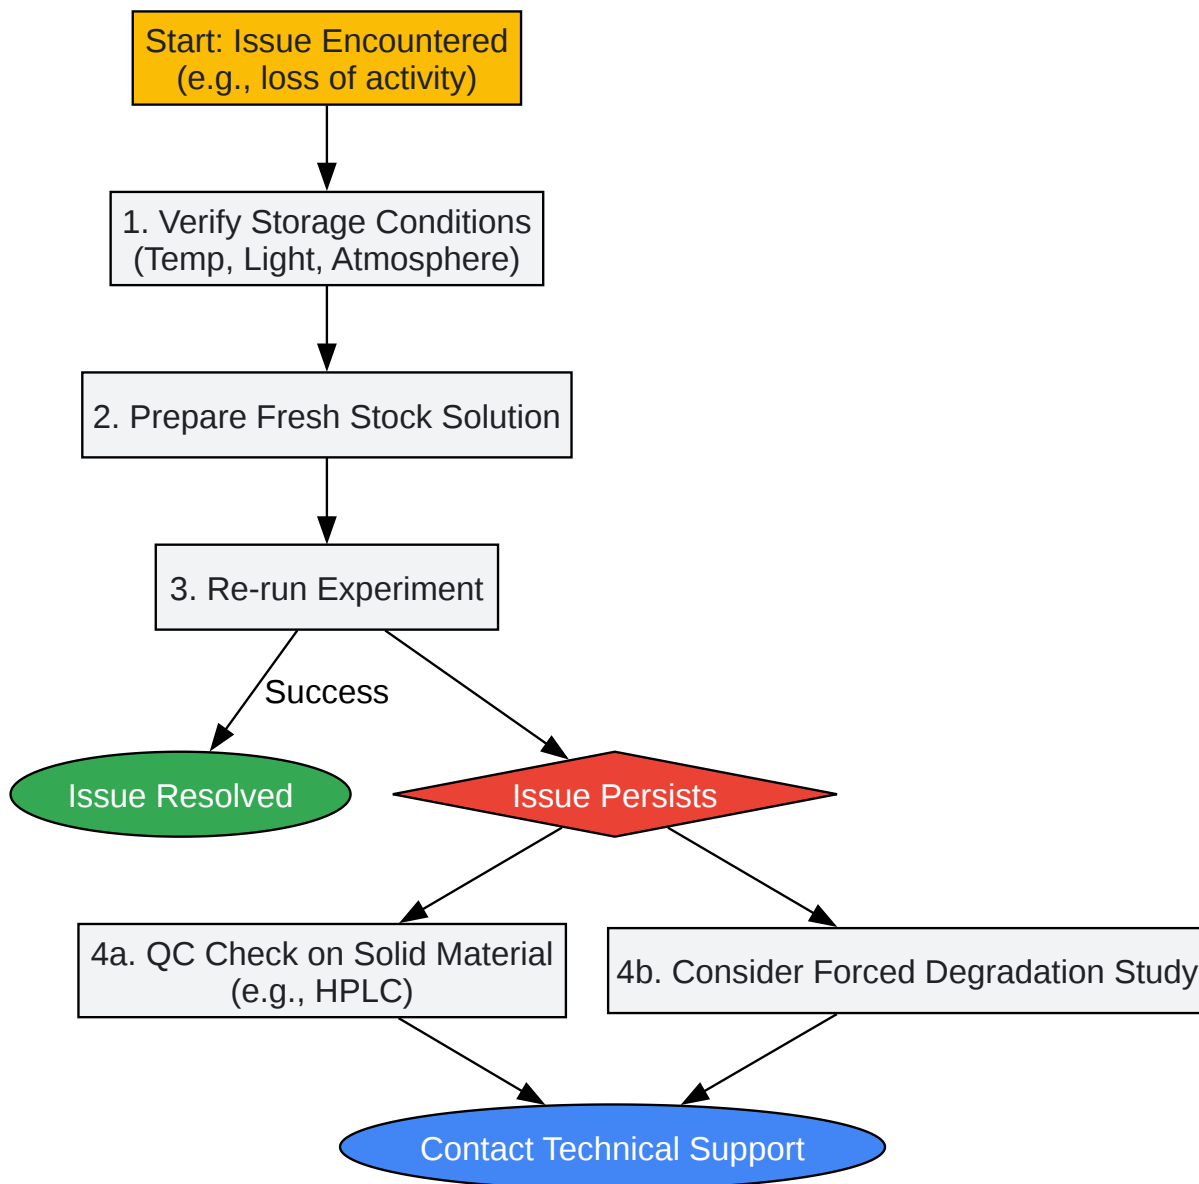 Start: Issue Encountered
(e.g., loss of activity)
1. Verify Storage Conditions
(Temp, Light, Atmosphere)
2. Prepare Fresh Stock Solution
3. Re-run Experiment
Success
Issue Resolved
Issue Persists
4a. QC Check on Solid Material
(e.g., HPLC)
4b. Consider Forced Degradation Study
Contact Technical Support